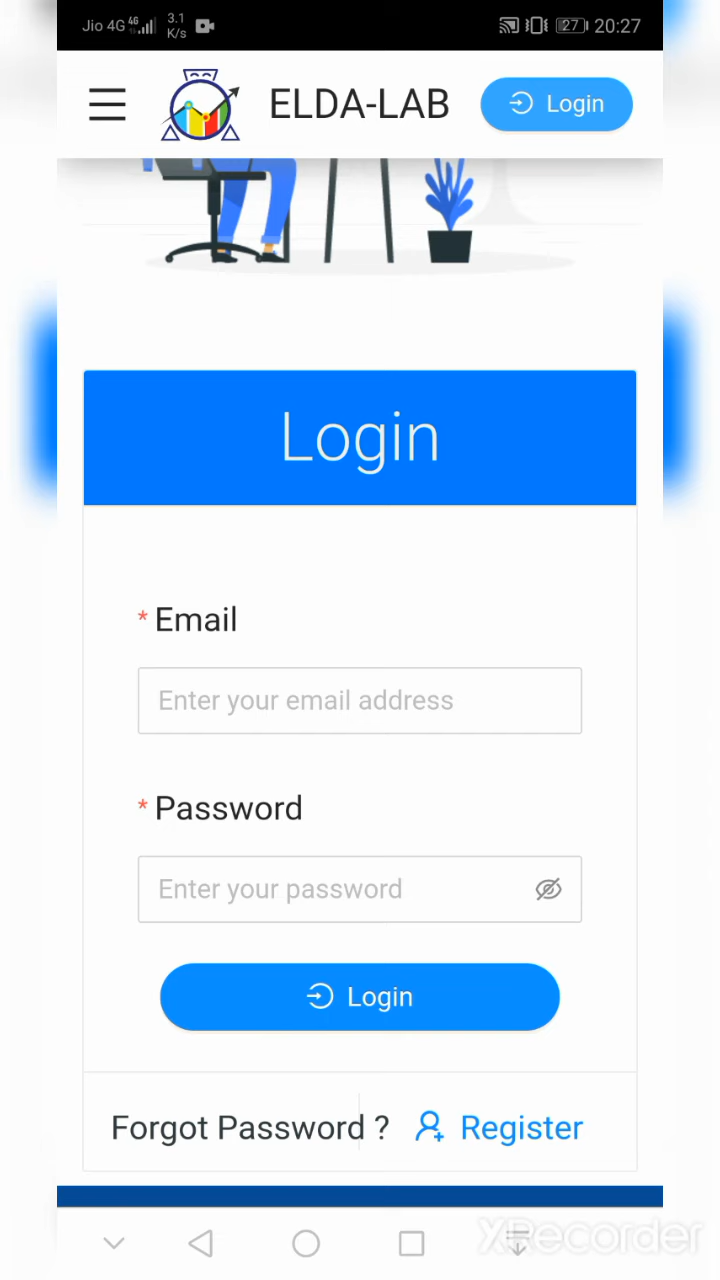 Jio 4G 4G 3.1 K/s 27 20:27
ELDA-LAB Login
Login
* Email
Enter your email address
* Password
Enter your password
Login
Forgot Password ? Register
XRecorder